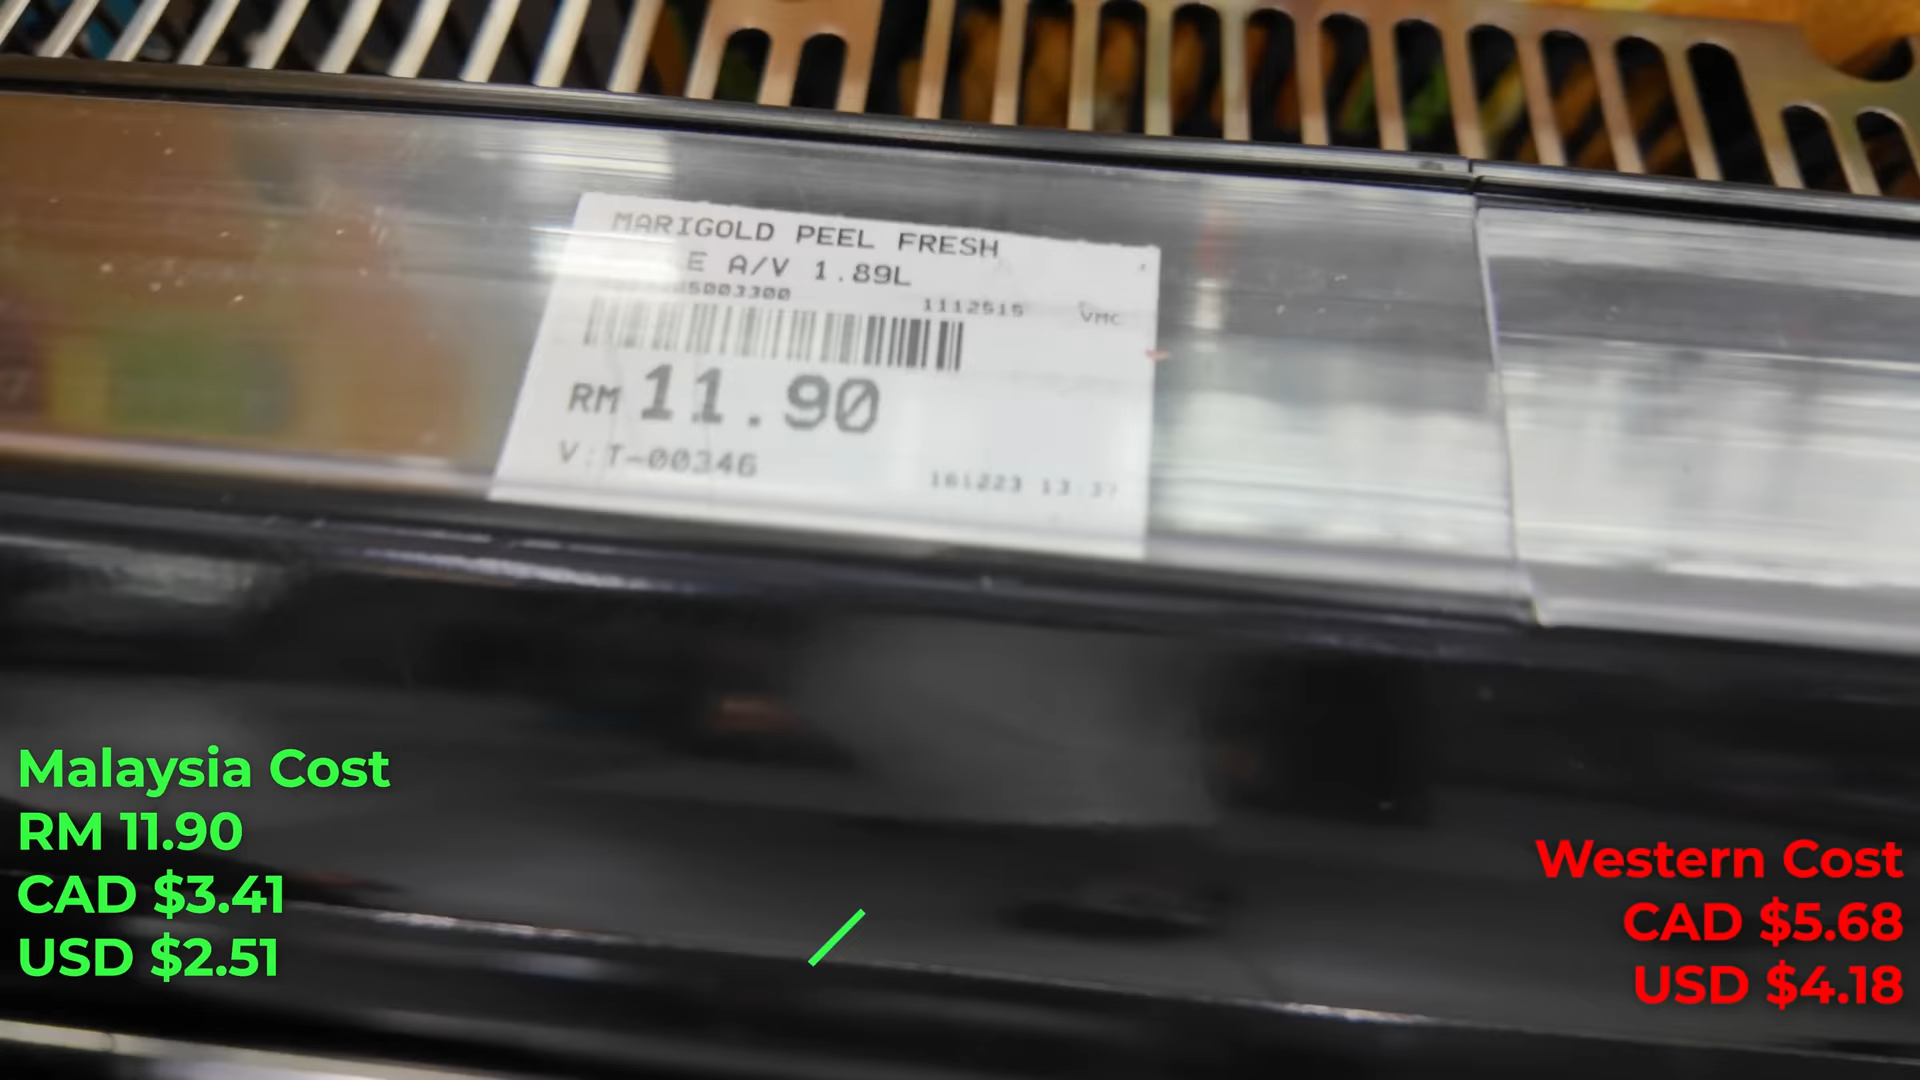 MARIGOLD PEEL FRESH
E A/V 1.89L
5003300
1112515 VMC
RM 11.90
V:T-00346
161223 13:37
Malaysia Cost
RM 11.90
CAD $3.41
USD $2.51
Western Cost
CAD $5.68
USD $4.18